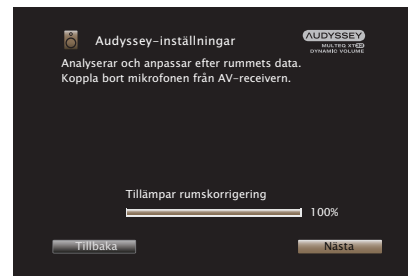 Audyssey-inställningar
AUDYSSEY
MULTEQ XT32
DYNAMIC VOLUME
Analyserar och anpassar efter rummets data.
Koppla bort mikrofonen från AV-receivern.
Tillämpar rumskorrigering
100%
Tillbaka
Nästa